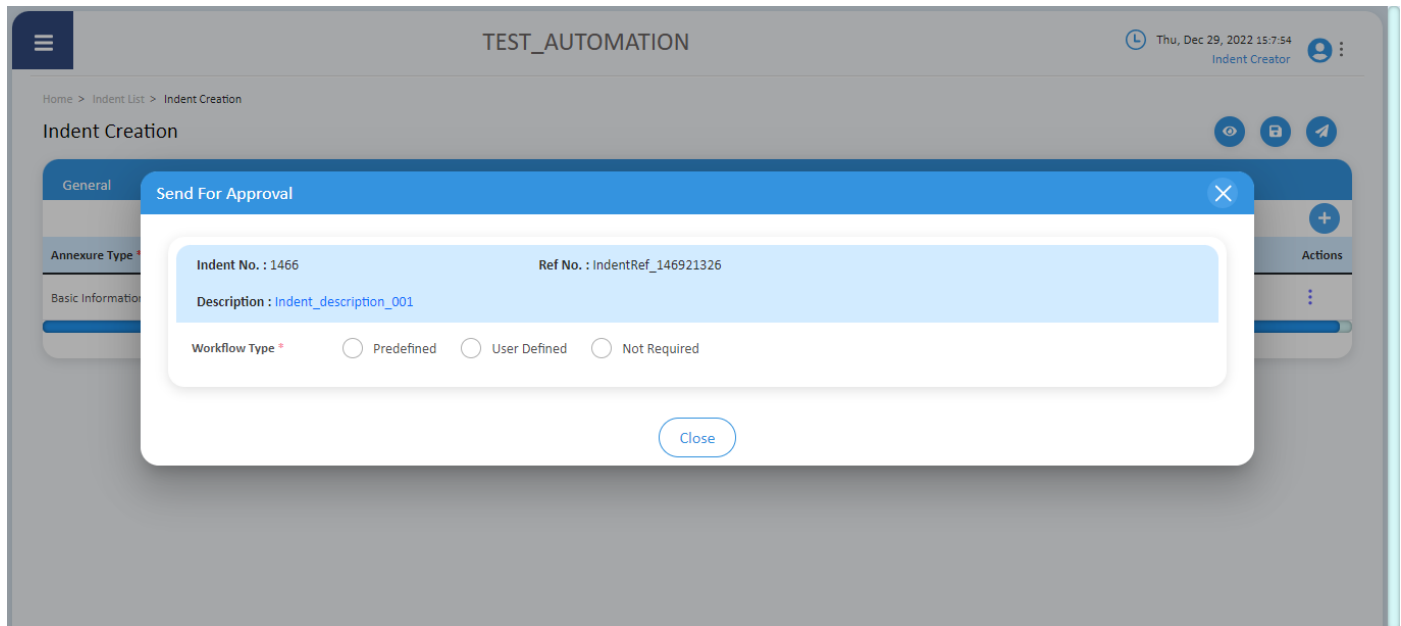 TEST_AUTOMATION
Thu, Dec 29, 2022 15:7:54
Indent Creator
Home > Indent List > Indent Creation
Indent Creation
General
Send For Approval
Annexure Type *
Actions
Indent No. : 1466 Ref No. : IndentRef_146921326
Basic Information
Description : Indent_description_001
Workflow Type * Predefined User Defined Not Required
Close